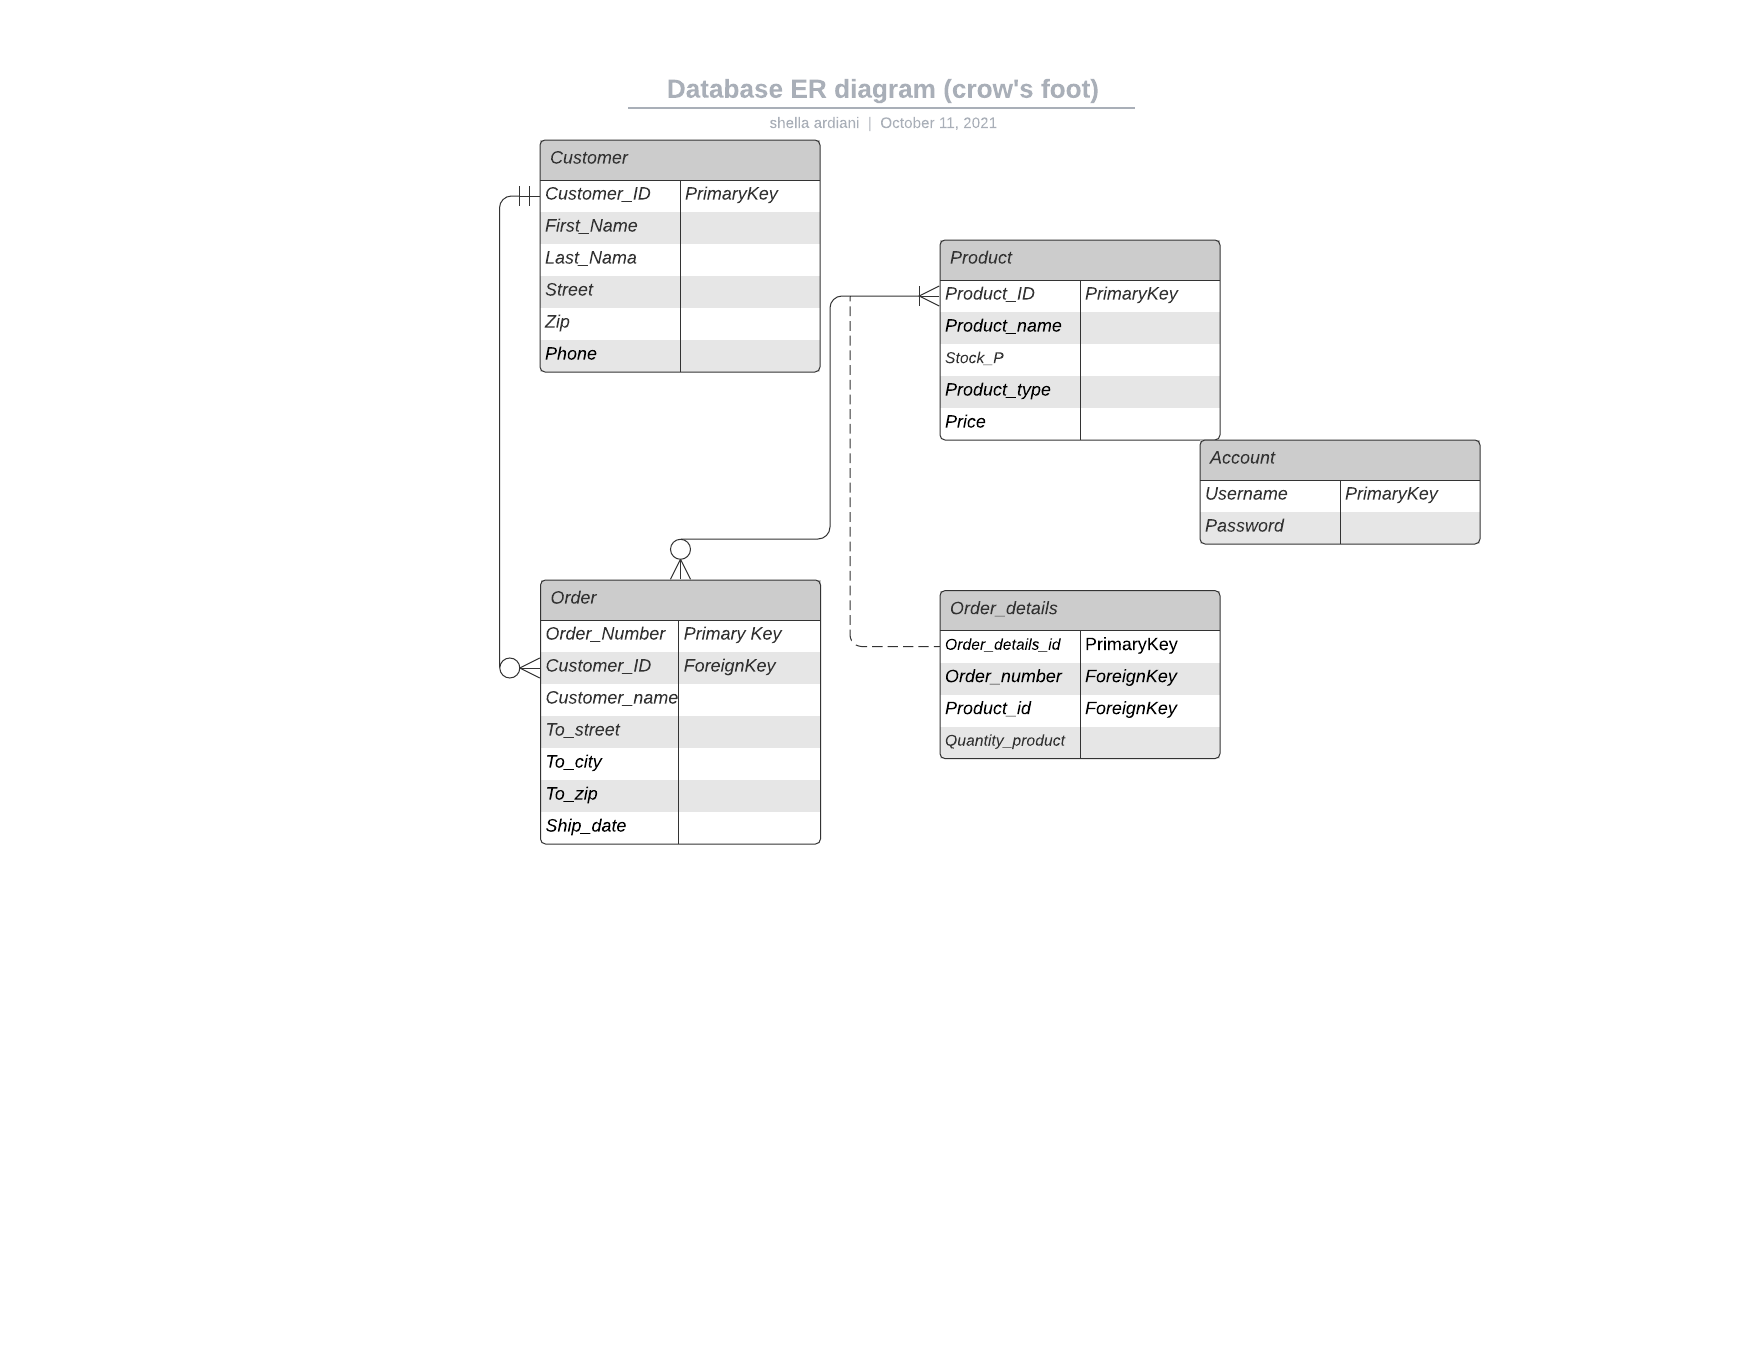 Database ER diagram (crow's foot)
shella ardiani | October 11, 2021
Customer
Customer_ID PrimaryKey
First_Name
Last_Nama
Street
Zip
Phone
Product
Product_ID PrimaryKey
Product_name
Stock_P
Product_type
Price
Account
Username PrimaryKey
Password
Order
Order_Number Primary Key
Customer_ID ForeignKey
Customer_name
To_street
To_city
To_zip
Ship_date
Order_details
Order_details_id PrimaryKey
Order_number ForeignKey
Product_id ForeignKey
Quantity_product